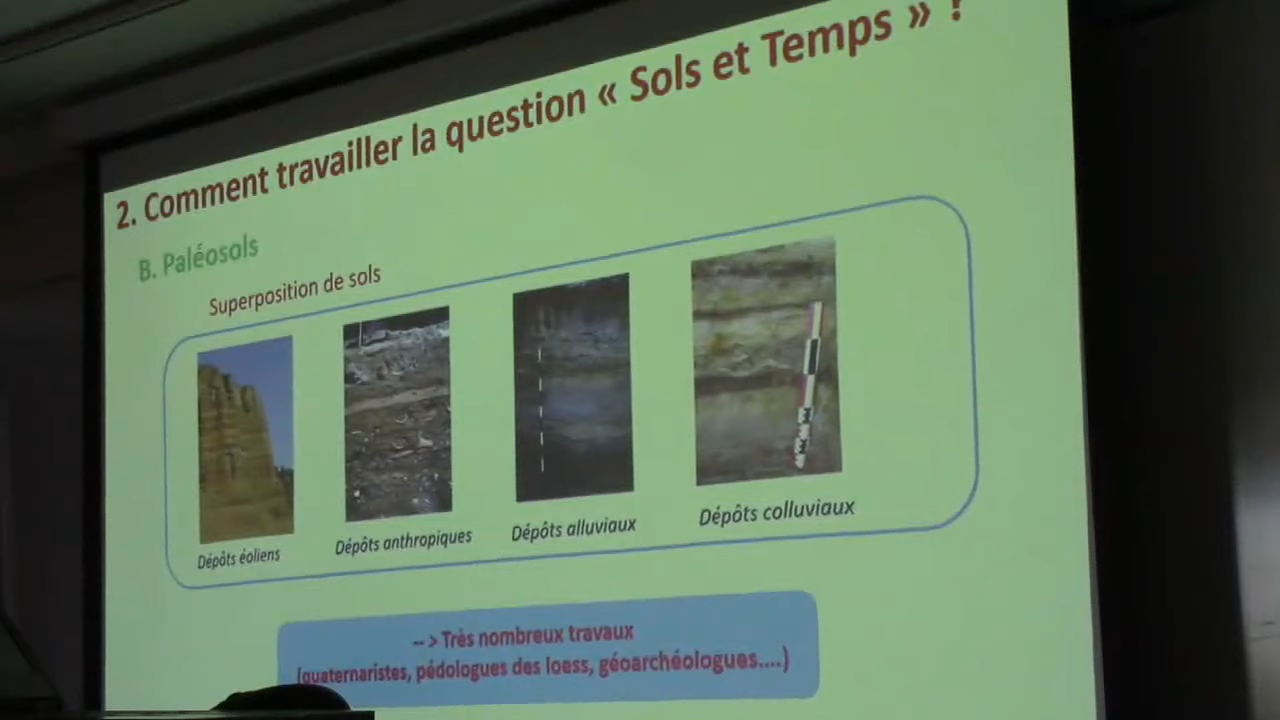 2. Comment travailler la question « Sols et Temps » ?
B. Paléosols
Superposition de sols
Dépôts éoliens
Dépôts anthropiques
Dépôts alluviaux
Dépôts colluviaux
-- > Très nombreux travaux
(quaternaristes, pédologues des loess, géoarchéologues....)